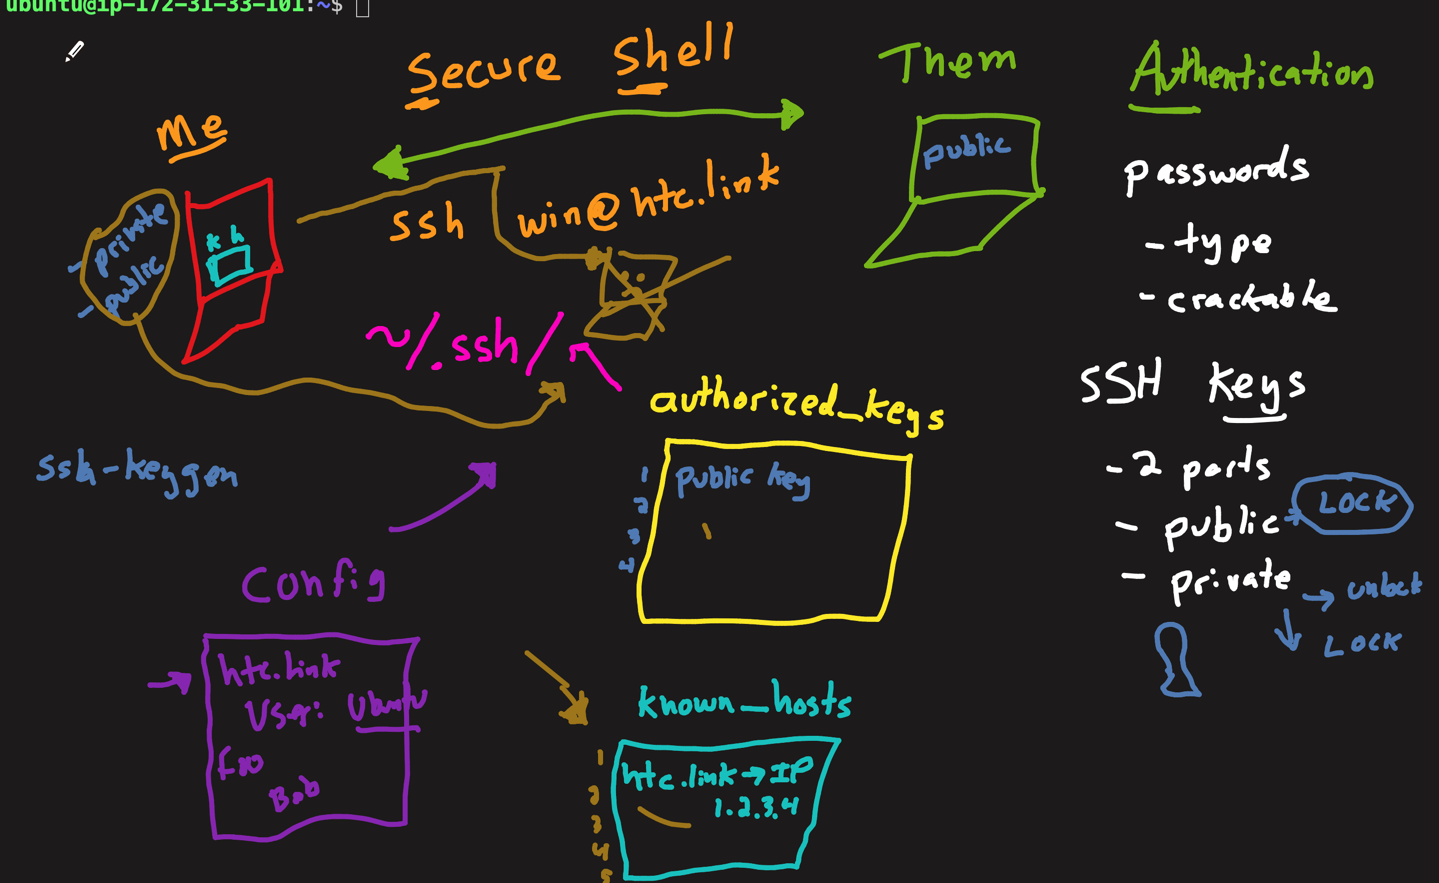 ubuntu@ip-172-31-33-101:~$
Secure Shell
Them
Authentication
Me
public
passwords
- type
- crackable
ssh win@htc.link
- private
- public
k h
~/.ssh/
authorized_keys
SSH keys
- 2 parts
- public → LOCK
- private → unlock
↓ LOCK
ssh-keygen
1 public key
2
3
4
Config
htc.link
User: Ubuntu
foo
Bob
known_hosts
1 htc.link → IP
2 1.2.3.4
3
4
5